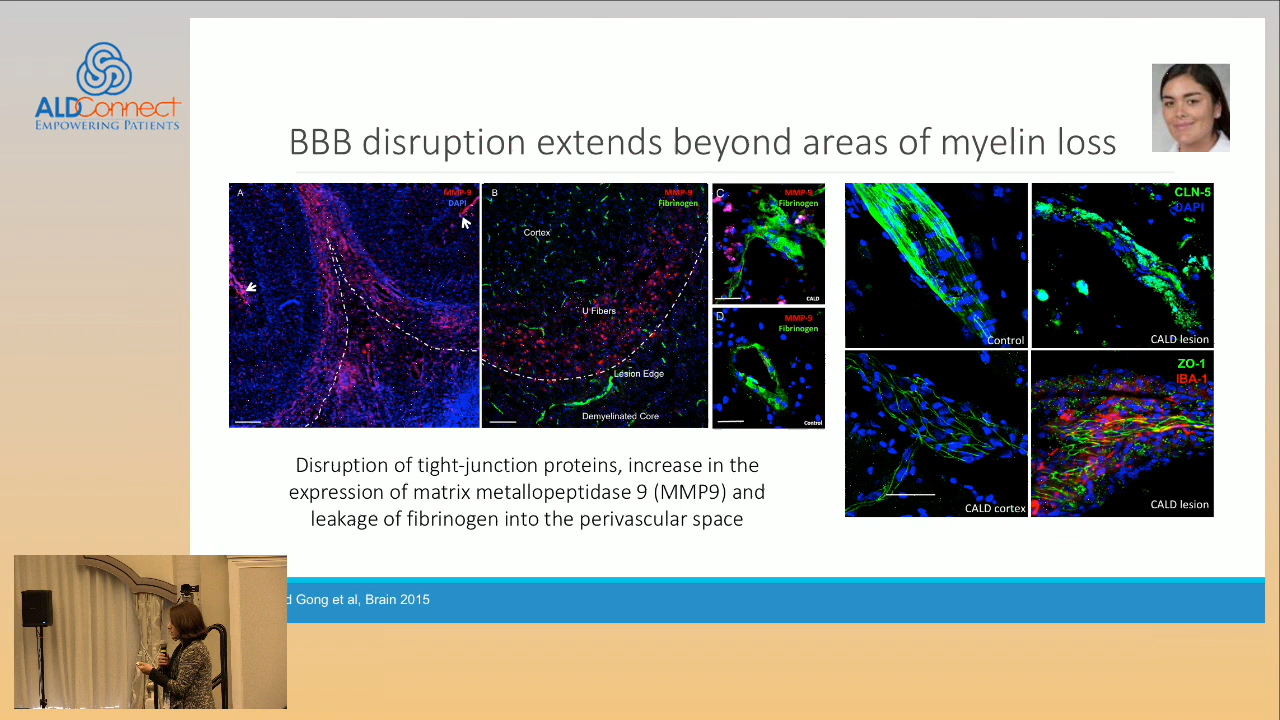 ALDConnect
EMPOWERING PATIENTS
BBB disruption extends beyond areas of myelin loss
A
MMP-9
DAPI
B
MMP-9
Fibrinogen
Cortex
U Fibers
Lesion Edge
Demyelinated Core
C
MMP-9
Fibrinogen
CALD
D
MMP-9
Fibrinogen
Control
Control
CLN-5
DAPI
CALD lesion
CALD cortex
ZO-1
IBA-1
CALD lesion
Disruption of tight-junction proteins, increase in the
expression of matrix metallopeptidase 9 (MMP9) and
leakage of fibrinogen into the perivascular space
Gong et al, Brain 2015